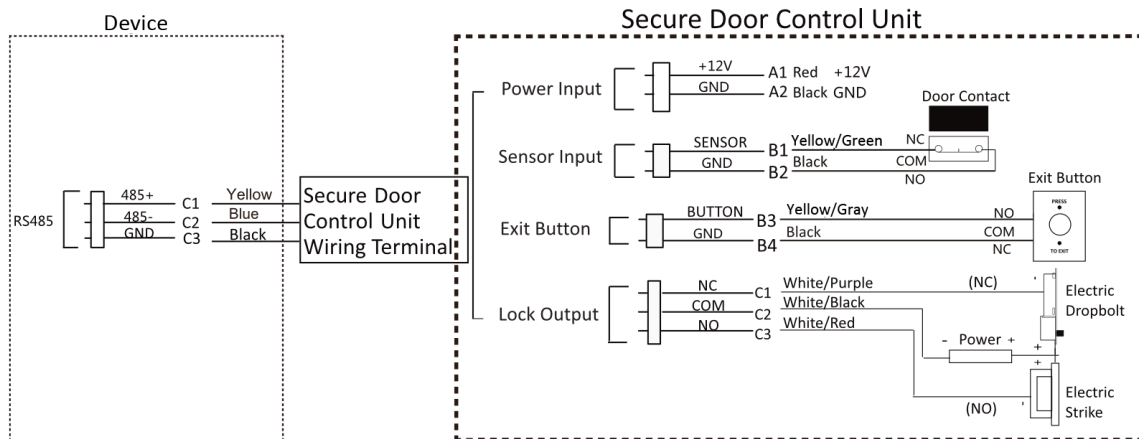 Device
Secure Door Control Unit
RS485
485+ C1 Yellow
485- C2 Blue
GND C3 Black
Secure Door
Control Unit
Wiring Terminal
Power Input
+12V A1 Red +12V
GND A2 Black GND
Sensor Input
SENSOR B1 Yellow/Green NC
GND B2 Black COM
NO
Door Contact
Exit Button
BUTTON B3 Yellow/Gray NO
GND B4 Black COM
NC
Exit Button
PRESS
TO EXIT
Lock Output
NC C1 White/Purple (NC)
COM C2 White/Black
NO C3 White/Red
- Electric
Dropbolt
- Power + +
+
- Electric
Strike
(NO)